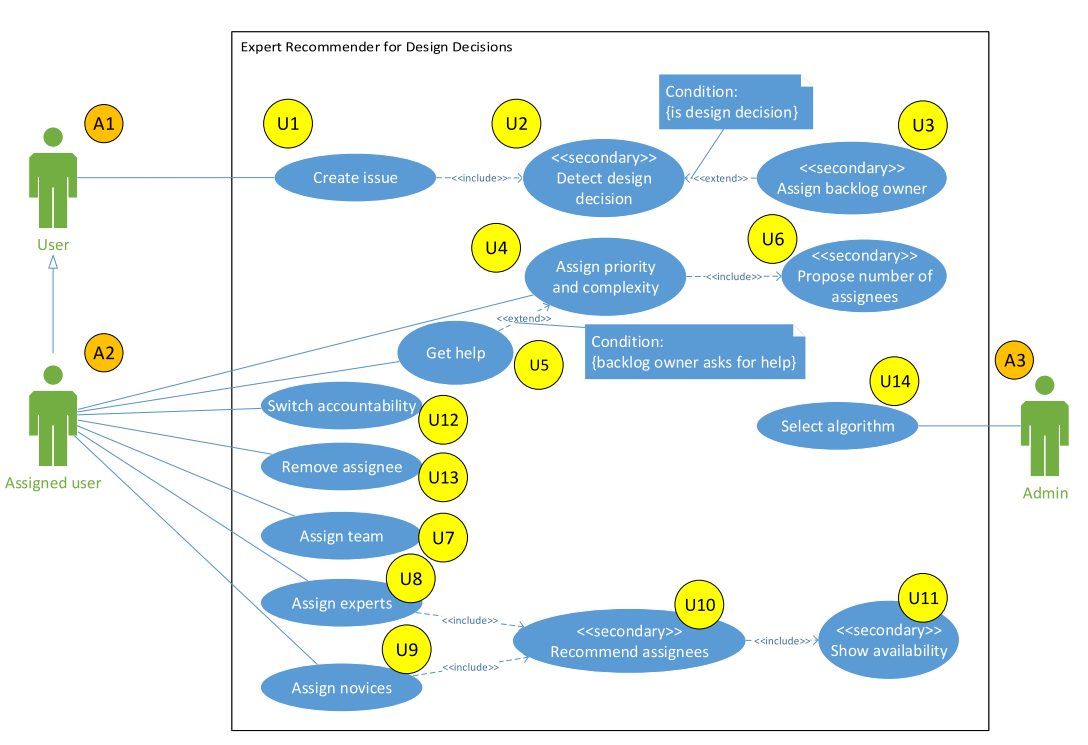 Expert Recommender for Design Decisions
Condition:
{is design decision}
A1
U1
U2
U3
User
Create issue
<<include>>
<<secondary>>
Detect design
decision
<<extend>>
<<secondary>>
Assign backlog owner
U4
U6
Assign priority
and complexity
<<include>>
<<secondary>>
Propose number of
assignees
<<extend>>
Condition:
{backlog owner asks for help}
A2
Get help
U5
A3
U14
Switch accountability
U12
Select algorithm
Remove assignee
U13
Assigned user
Admin
Assign team
U7
U8
Assign experts
<<include>>
U10
U11
<<secondary>>
Recommend assignees
<<include>>
<<secondary>>
Show availability
U9
<<include>>
Assign novices